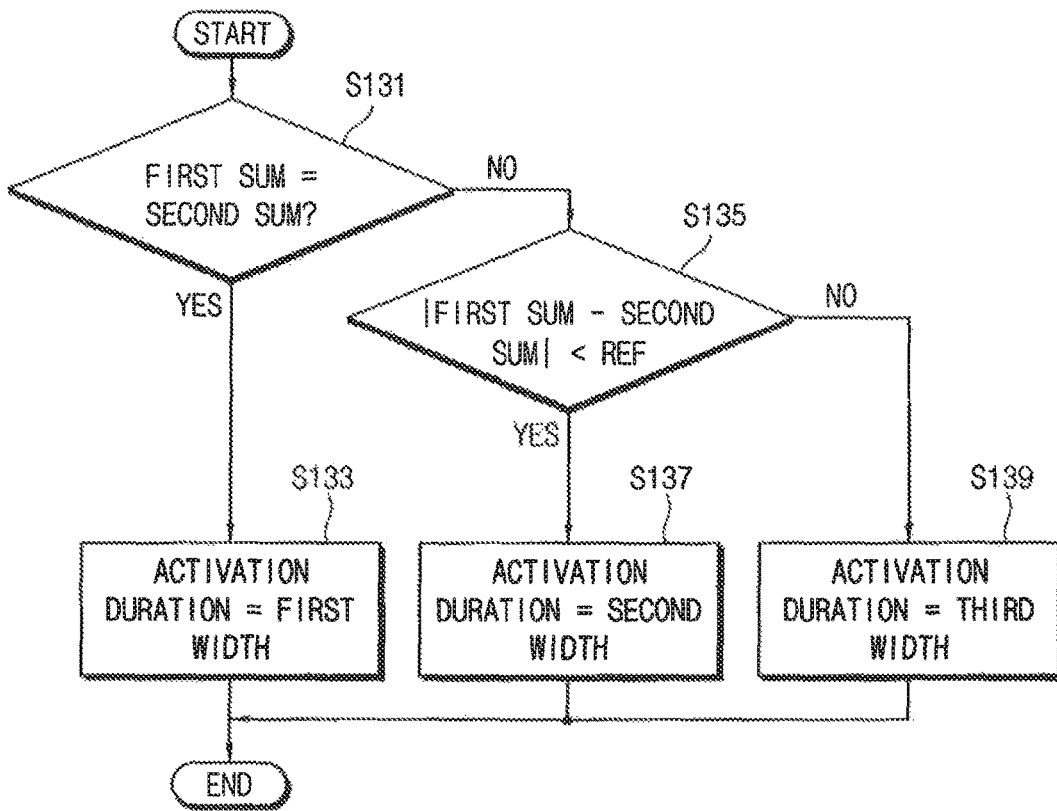 START
S131
FIRST SUM =
SECOND SUM?
NO
YES
S135
|FIRST SUM - SECOND
SUM| < REF
NO
YES
S133
ACTIVATION
DURATION = FIRST
WIDTH
S137
ACTIVATION
DURATION = SECOND
WIDTH
S139
ACTIVATION
DURATION = THIRD
WIDTH
END